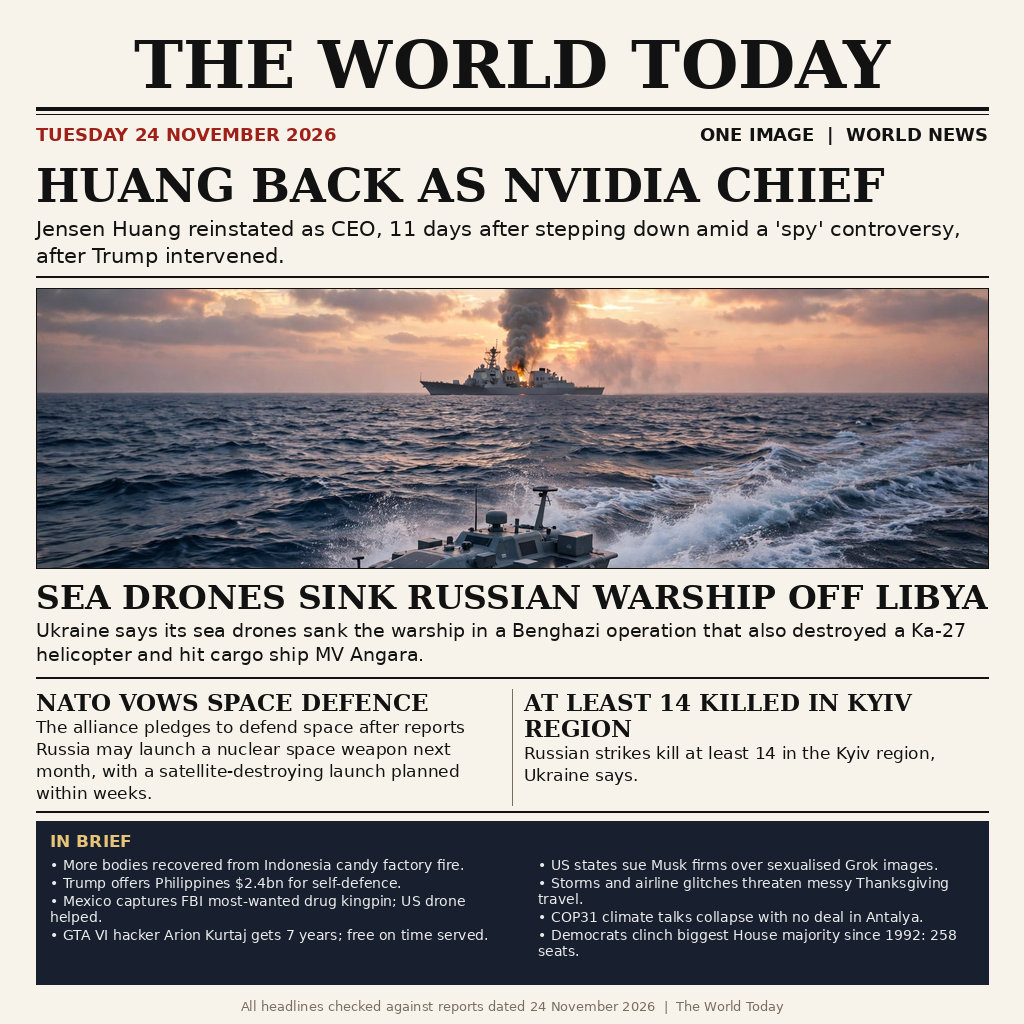 THE WORLD TODAY
TUESDAY 24 NOVEMBER 2026
ONE IMAGE | WORLD NEWS
HUANG BACK AS NVIDIA CHIEF
Jensen Huang reinstated as CEO, 11 days after stepping down amid a 'spy' controversy,
after Trump intervened.
SEA DRONES SINK RUSSIAN WARSHIP OFF LIBYA
Ukraine says its sea drones sank the warship in a Benghazi operation that also destroyed a Ka-27
helicopter and hit cargo ship MV Angara.
NATO VOWS SPACE DEFENCE
The alliance pledges to defend space after reports
Russia may launch a nuclear space weapon next
month, with a satellite-destroying launch planned
within weeks.
AT LEAST 14 KILLED IN KYIV
REGION
Russian strikes kill at least 14 in the Kyiv region,
Ukraine says.
IN BRIEF
• More bodies recovered from Indonesia candy factory fire.
• Trump offers Philippines $2.4bn for self-defence.
• Mexico captures FBI most-wanted drug kingpin; US drone
helped.
• GTA VI hacker Arion Kurtaj gets 7 years; free on time served.
• US states sue Musk firms over sexualised Grok images.
• Storms and airline glitches threaten messy Thanksgiving
travel.
• COP31 climate talks collapse with no deal in Antalya.
• Democrats clinch biggest House majority since 1992: 258
seats.
All headlines checked against reports dated 24 November 2026 | The World Today